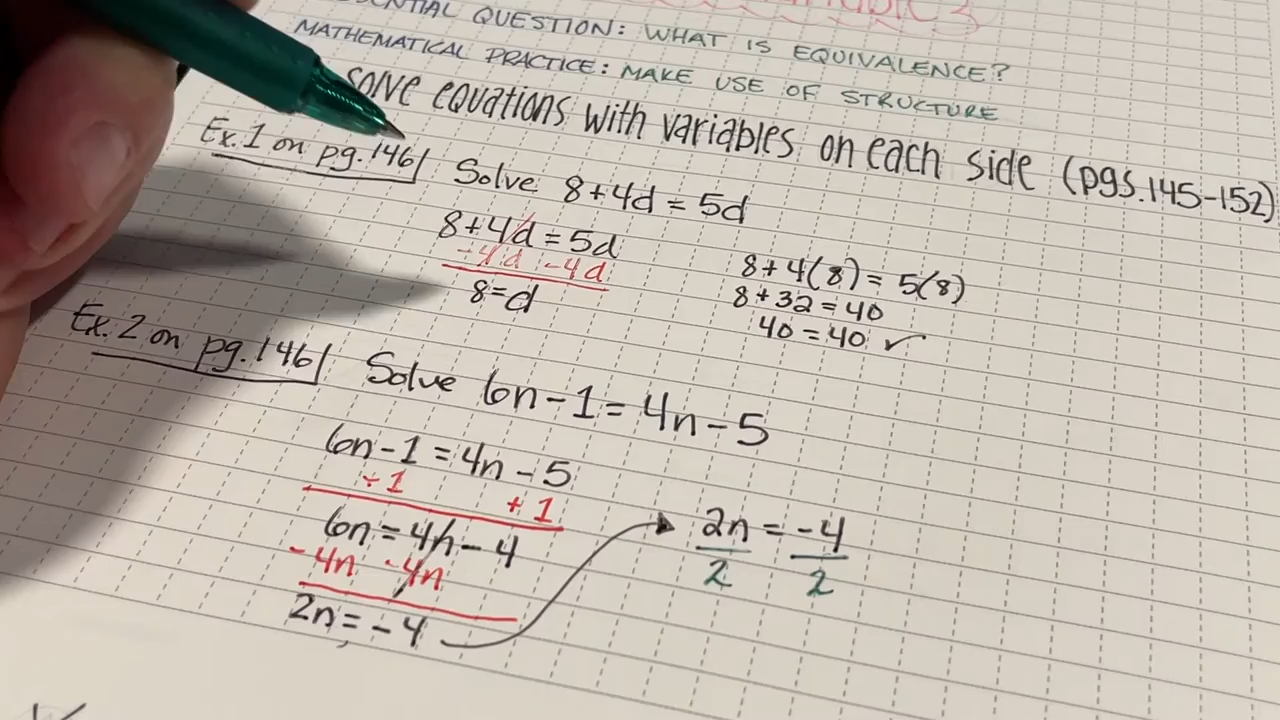 QUESTION: WHAT IS EQUIVALENCE?
MATHEMATICAL PRACTICE: MAKE USE OF STRUCTURE
SOLVE equations with variables on each side (pgs. 145-152)
Ex. 1 on pg. 146 Solve 8+4d = 5d
8+4d = 5d
-4d -4d
8=d
8+4(8) = 5(8)
8+32 = 40
40 = 40 ✓
Ex. 2 on pg. 146 Solve 6n-1 = 4n-5
6n-1 = 4n-5
+1 +1
6n = 4n-4
-4n -4n
2n = -4
2n = -4
2 2